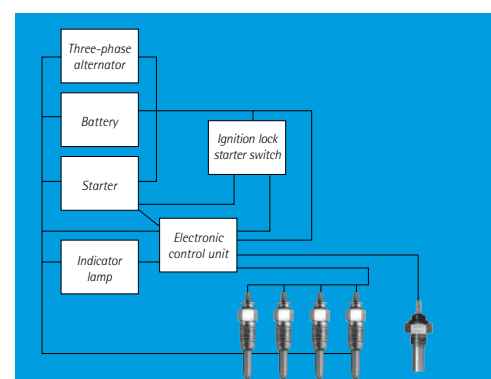 Three-phase
alternator
Battery
Ignition lock
starter switch
Starter
Electronic
control unit
Indicator
lamp